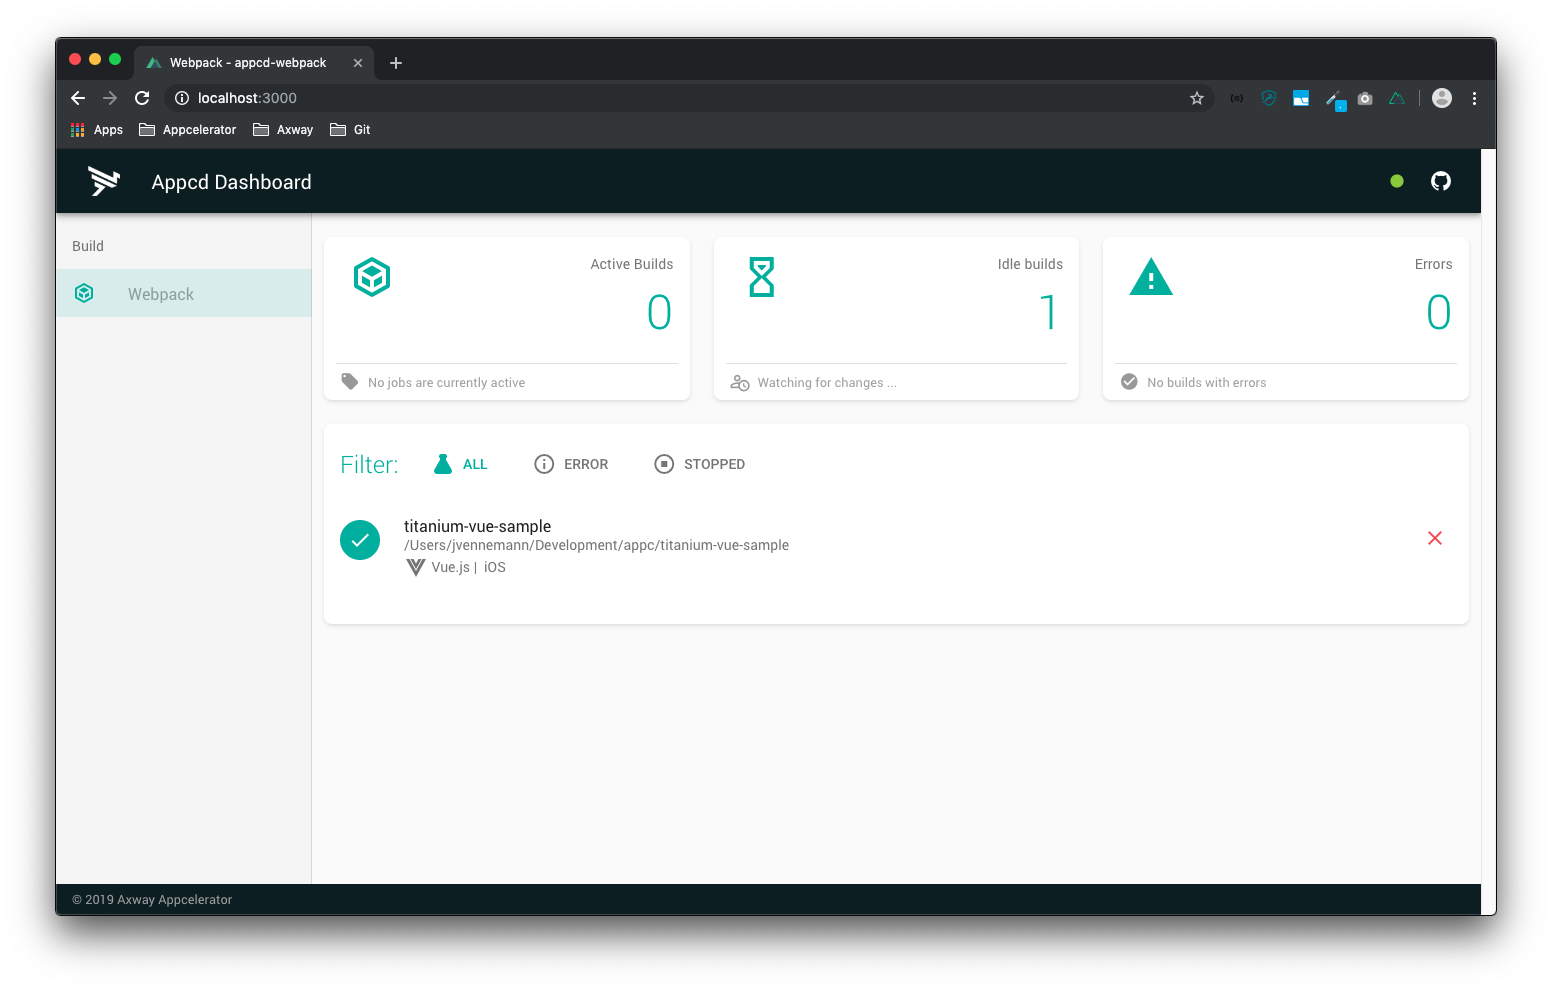 Webpack - appcd-webpack
localhost:3000
Apps Appcelerator Axway Git
Appcd Dashboard
Build
Webpack
Active Builds
0
No jobs are currently active
Idle builds
1
Watching for changes ...
Errors
0
No builds with errors
Filter: ALL ERROR STOPPED
titanium-vue-sample
/Users/jvennemann/Development/appc/titanium-vue-sample
Vue.js | iOS
© 2019 Axway Appcelerator